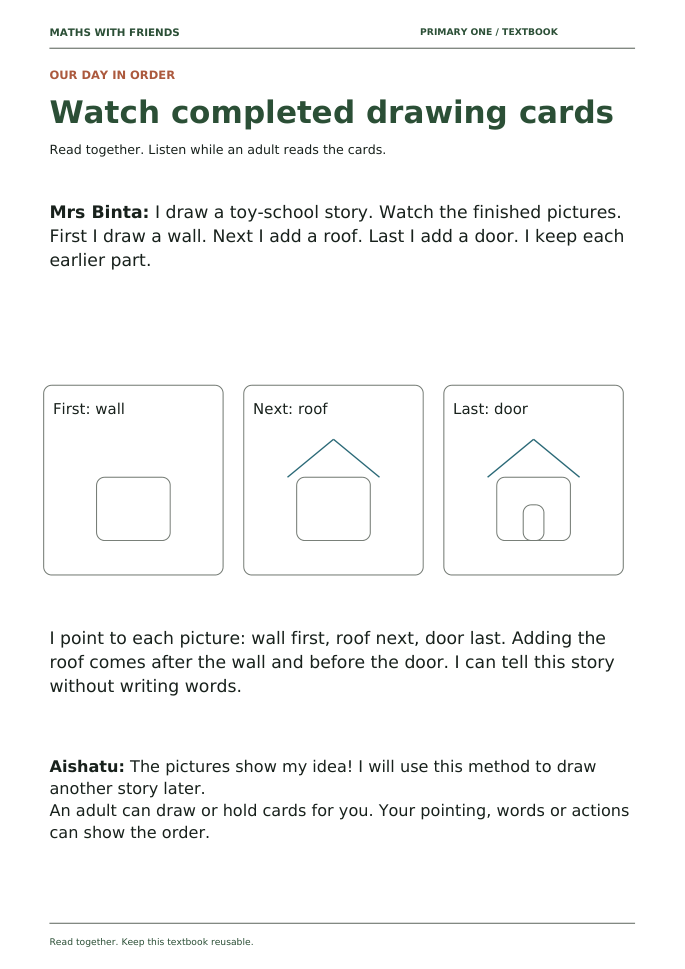 MATHS WITH FRIENDS
PRIMARY ONE / TEXTBOOK
OUR DAY IN ORDER
Watch completed drawing cards
Read together. Listen while an adult reads the cards.
Mrs Binta: I draw a toy-school story. Watch the finished pictures.
First I draw a wall. Next I add a roof. Last I add a door. I keep each
earlier part.
First: wall
Next: roof
Last: door
I point to each picture: wall first, roof next, door last. Adding the
roof comes after the wall and before the door. I can tell this story
without writing words.
Aishatu: The pictures show my idea! I will use this method to draw
another story later.
An adult can draw or hold cards for you. Your pointing, words or actions
can show the order.
Read together. Keep this textbook reusable.